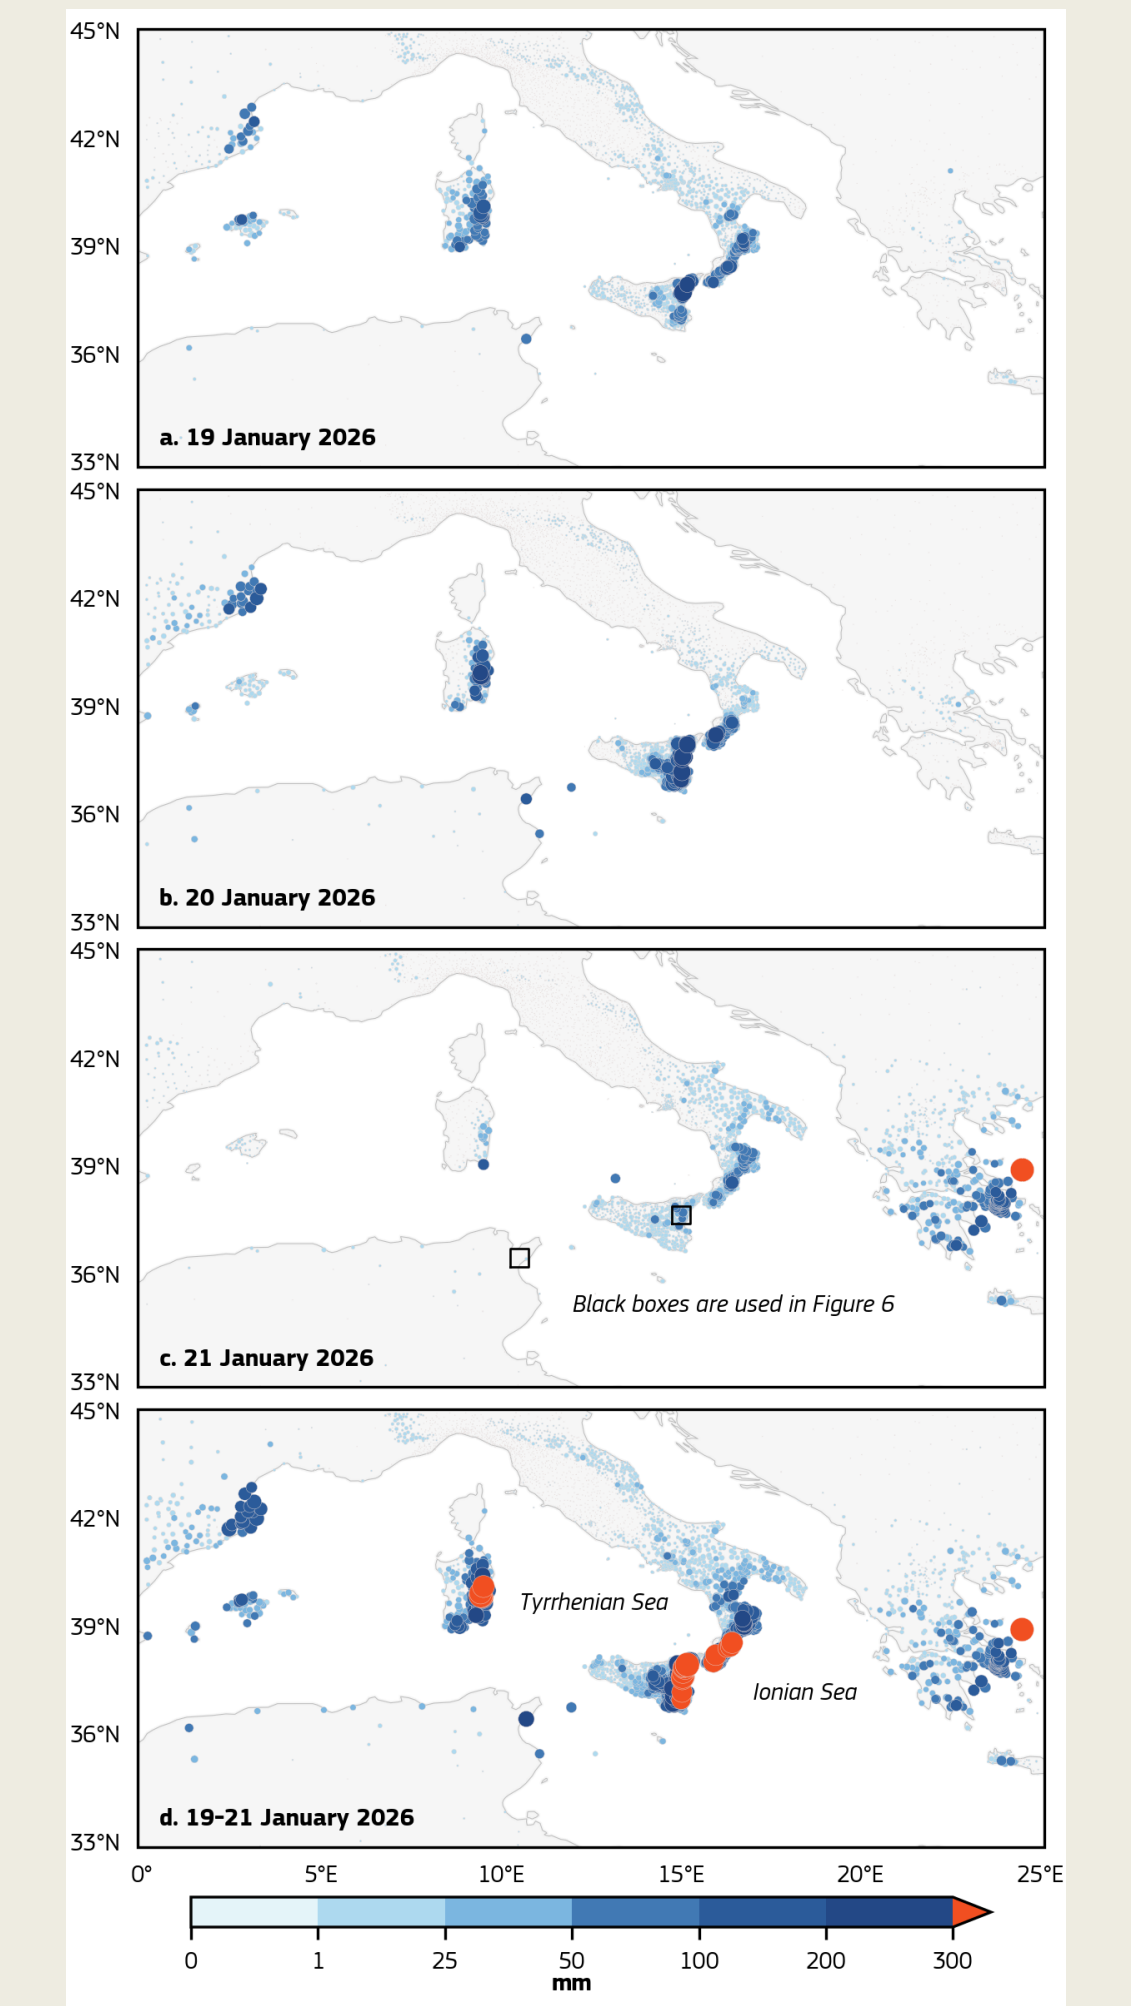 45°N
42°N
39°N
36°N
33°N
a. 19 January 2026
45°N
42°N
39°N
36°N
33°N
b. 20 January 2026
45°N
42°N
39°N
36°N
33°N
Black boxes are used in Figure 6
c. 21 January 2026
45°N
42°N
39°N
36°N
33°N
Tyrrhenian Sea
Ionian Sea
d. 19-21 January 2026
0° 5°E 10°E 15°E 20°E 25°E
0 1 25 50 100 200 300
mm